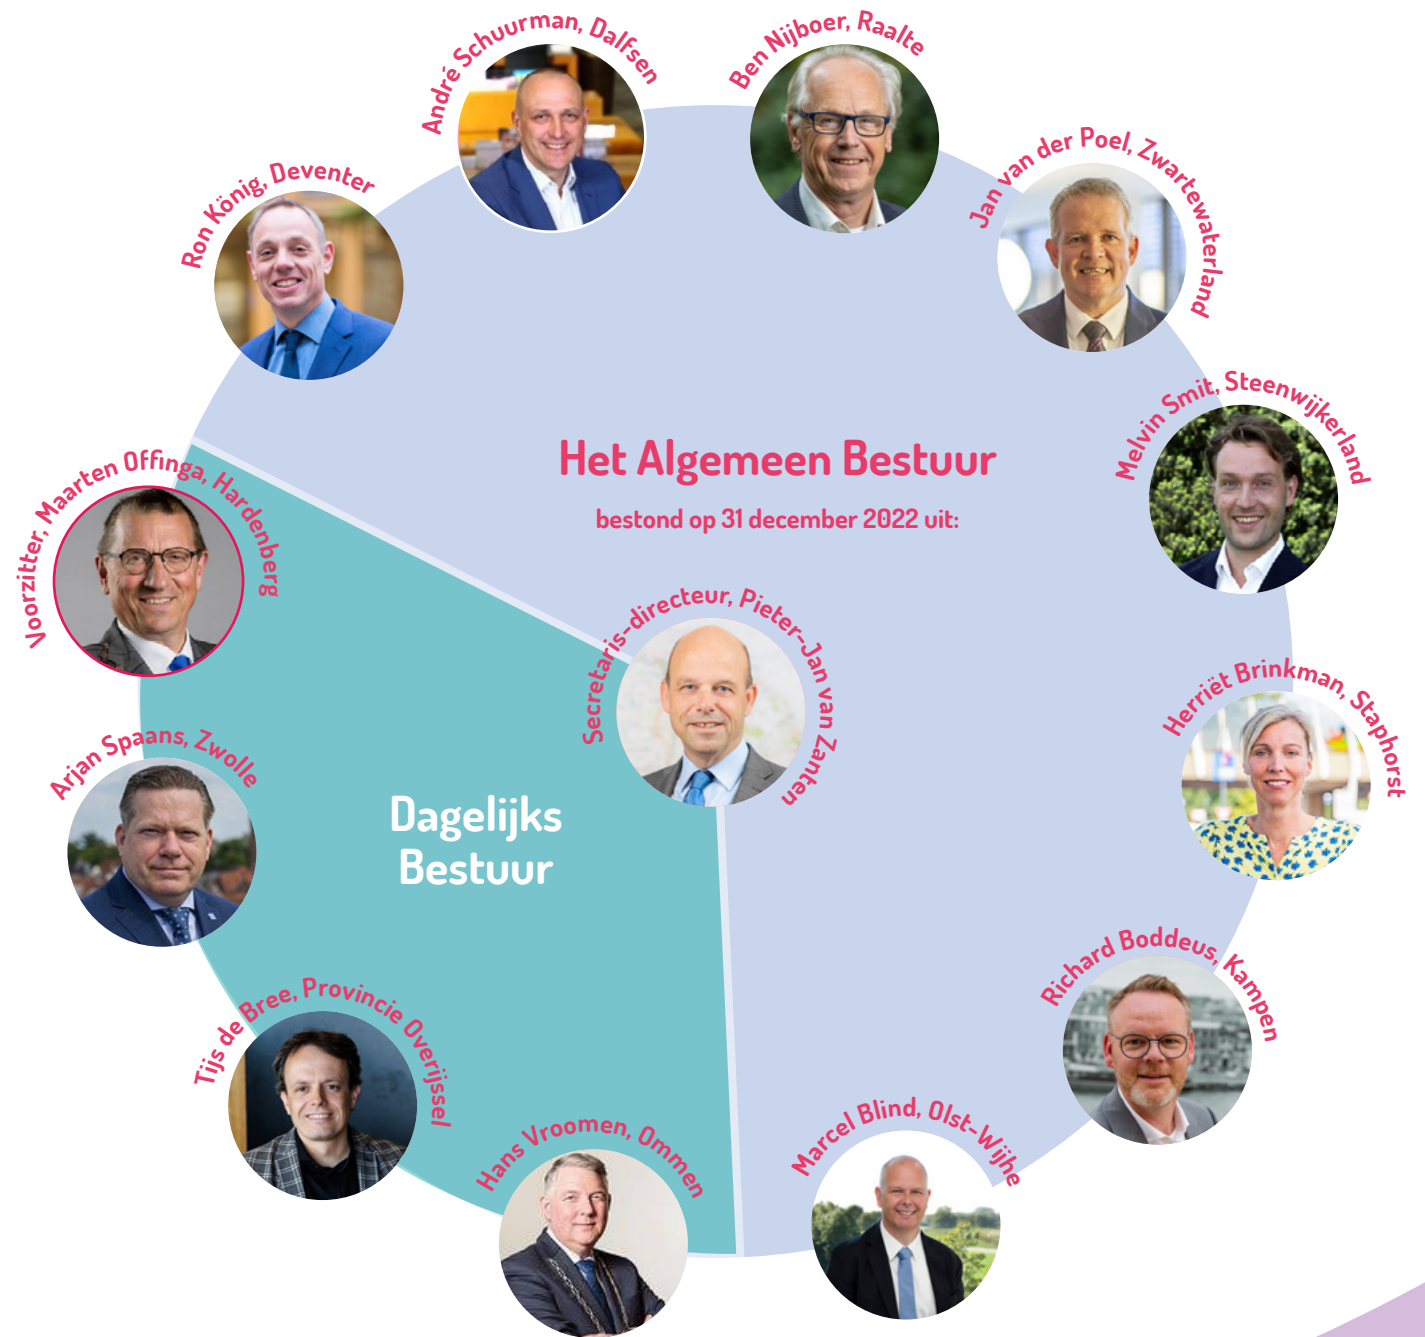 André Schuurman, Dalfsen
Ben Nijboer, Raalte
Jan van der Poel, Zwartewaterland
Ron König, Deventer
Melvin Smit, Steenwijkerland
Het Algemeen Bestuur
bestond op 31 december 2022 uit:
Voorzitter, Maarten Offinga, Hardenberg
Secretaris-directeur, Pieter-Jan van Zanten
Herriët Brinkman, Staphorst
Arjan Spaans, Zwolle
Dagelijks
Bestuur
Richard Boddeus, Kampen
Tijs de Bree, Provincie Overijssel
Marcel Blind, Olst-Wijhe
Hans Vroomen, Ommen